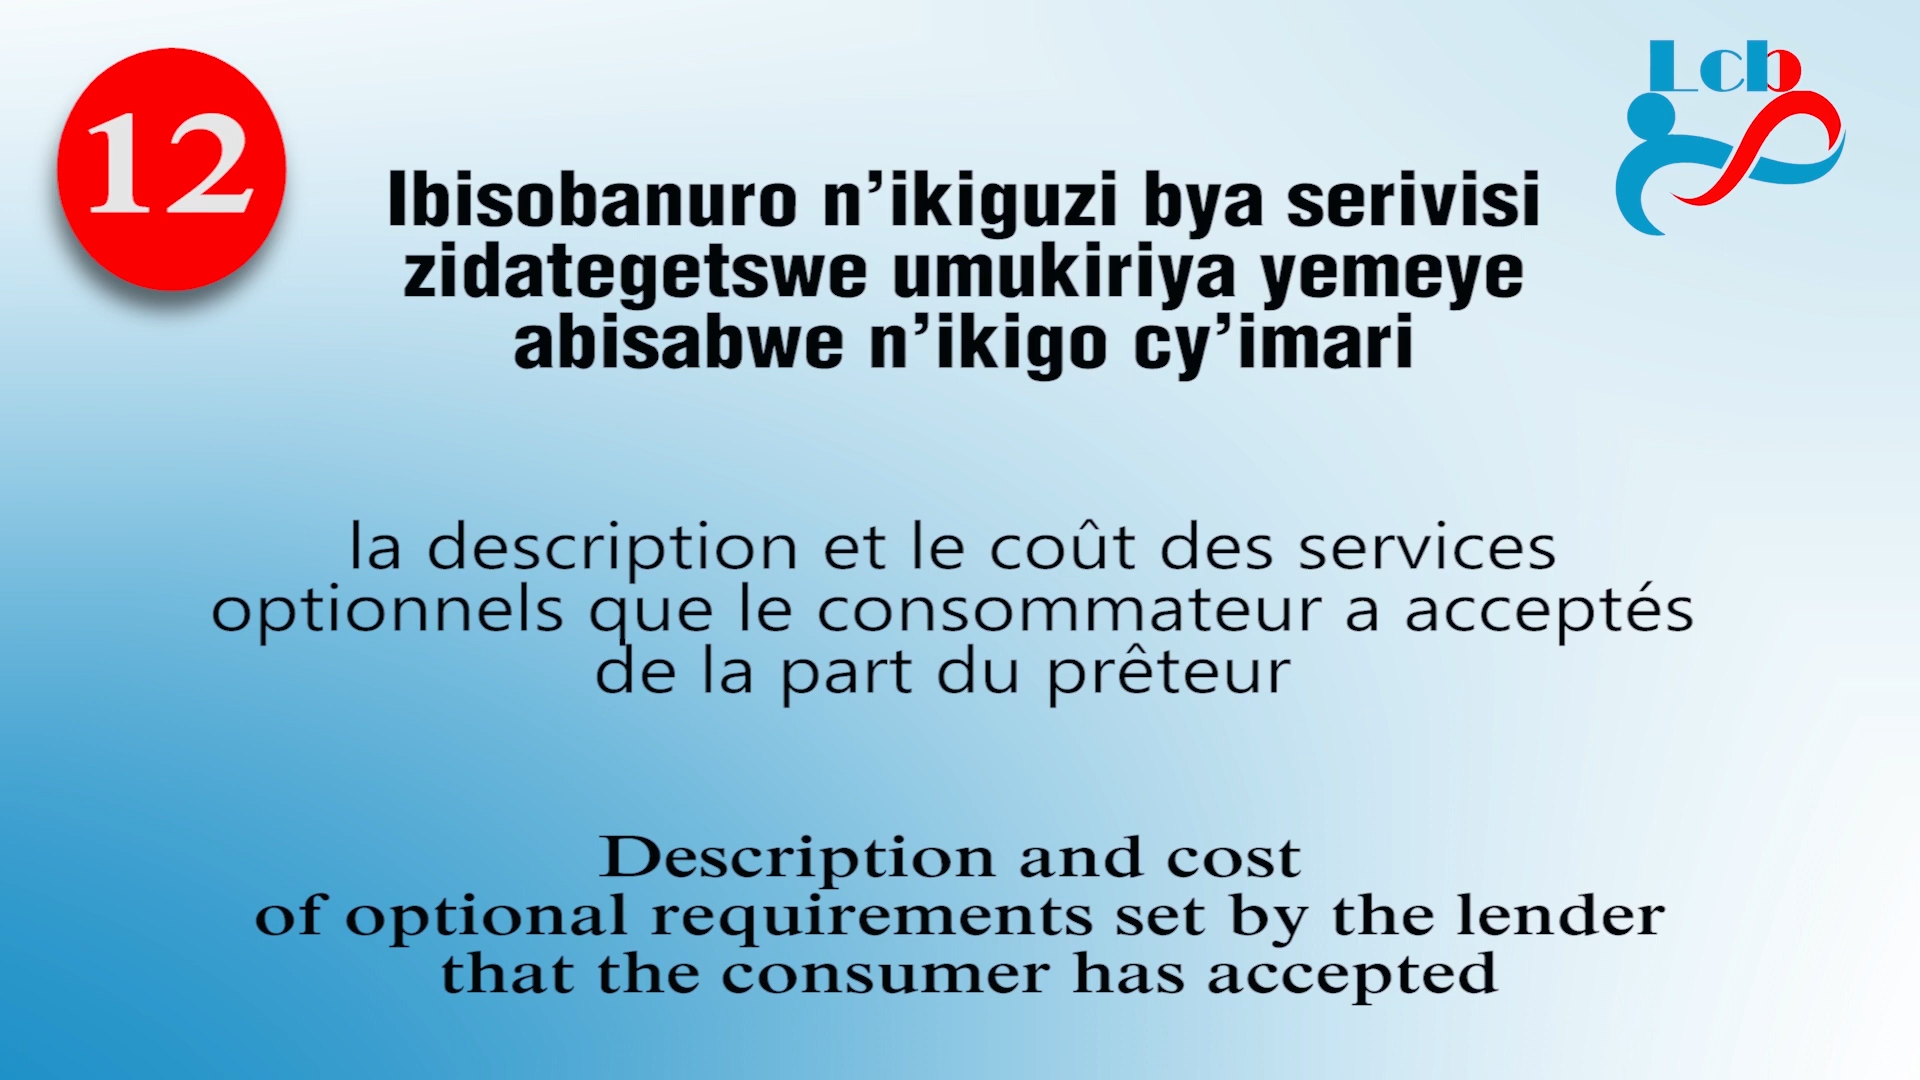 12
Lcb
Ibisobanuro n’ikiguzi bya serivisi
zidategetswe umukiriya yemeye
abisabwe n’ikigo cy’imari
la description et le coût des services
optionnels que le consommateur a acceptés
de la part du prêteur
Description and cost
of optional requirements set by the lender
that the consumer has accepted